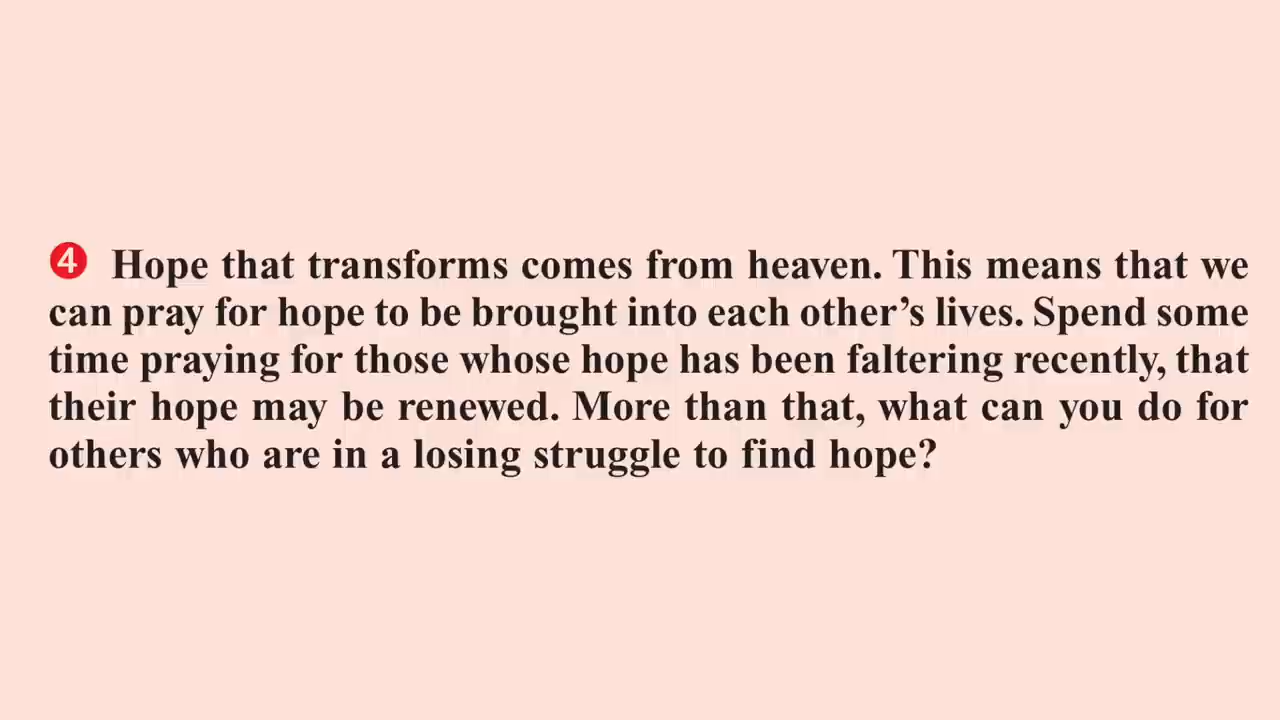 4 Hope that transforms comes from heaven. This means that we
can pray for hope to be brought into each other’s lives. Spend some
time praying for those whose hope has been faltering recently, that
their hope may be renewed. More than that, what can you do for
others who are in a losing struggle to find hope?